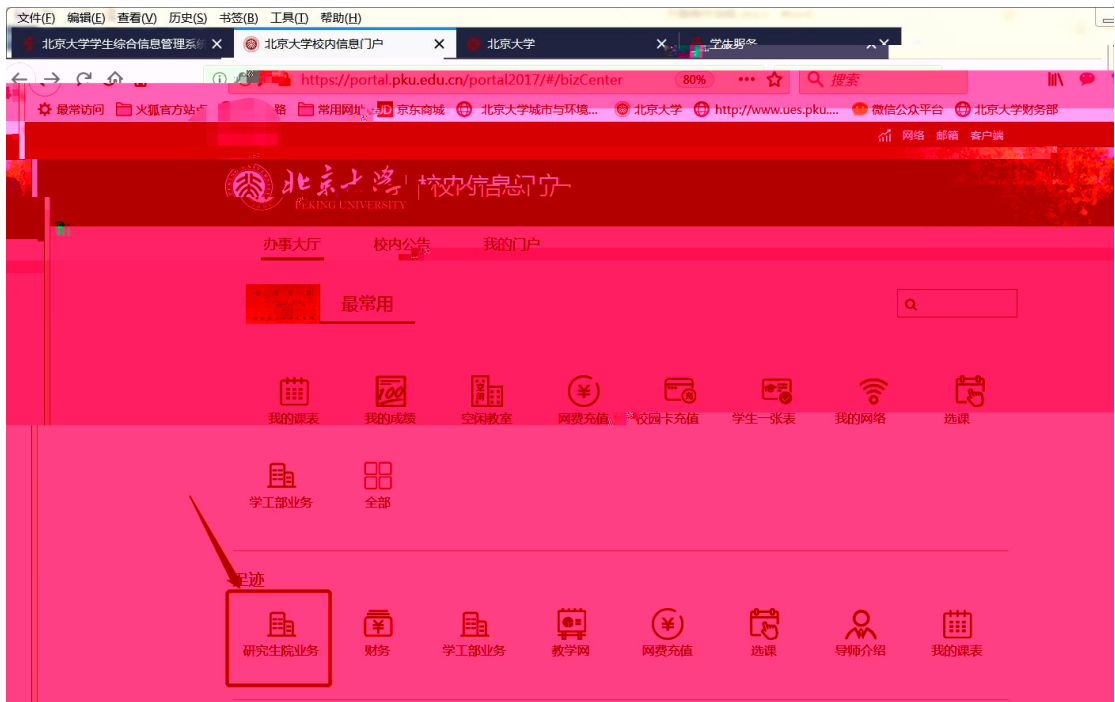 文件(F) 编辑(E) 查看(V) 历史(S) 书签(B) 工具(T) 帮助(H)
北京大学学生综合信息管理系统 × 北京大学校内信息门户 × 北京大学 × 学生服务 ×
https://portal.pku.edu.cn/portal2017/#/bizCenter 80% 搜索
最常访问 火狐官方站点 路 常用网址 JD 京东商城 北京大学城市与环境... 北京大学 http://www.ues.pku.... 微信公众平台 北京大学财务部
网络 邮箱 客户端
北京大学 校内信息门户
PEKING UNIVERSITY
办事大厅 校内公告 我的门户
最常用
100
我的课表 我的成绩 空闲教室 网费充值 校园卡充值 学生一张表 我的网络 选课
学工部业务 全部
足迹
研究生院业务 财务 学工部业务 教学网 网费充值 选课 导师介绍 我的课表